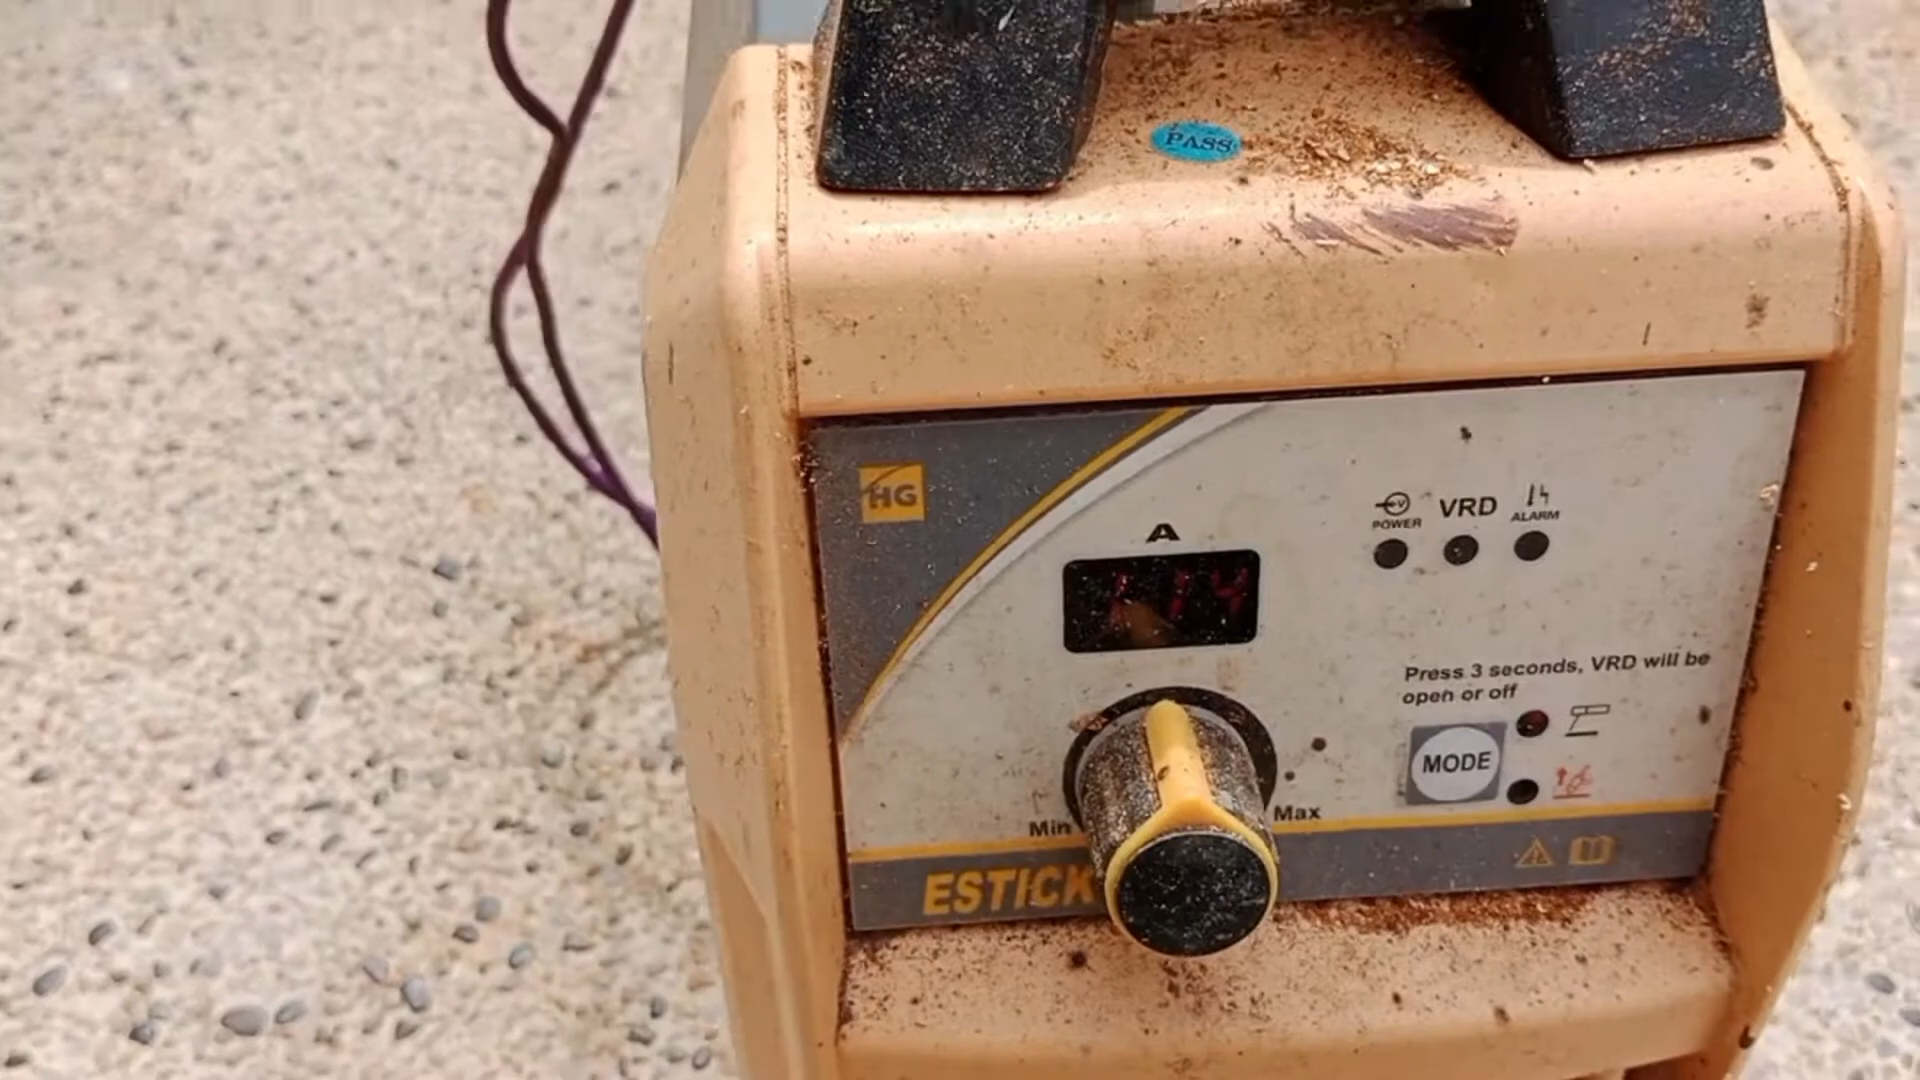 PASS
HG
A
POWER
VRD
ALARM
Press 3 seconds, VRD will be
open or off
MODE
Min
Max
ESTICK